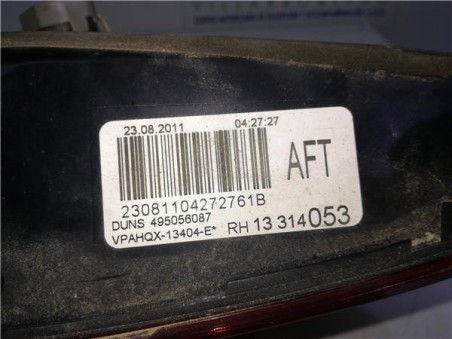 23.08.2011 04:27:27
AFT
23081104272761B
DUNS 495056087
VPAHQX-13404-E* RH 13 314053